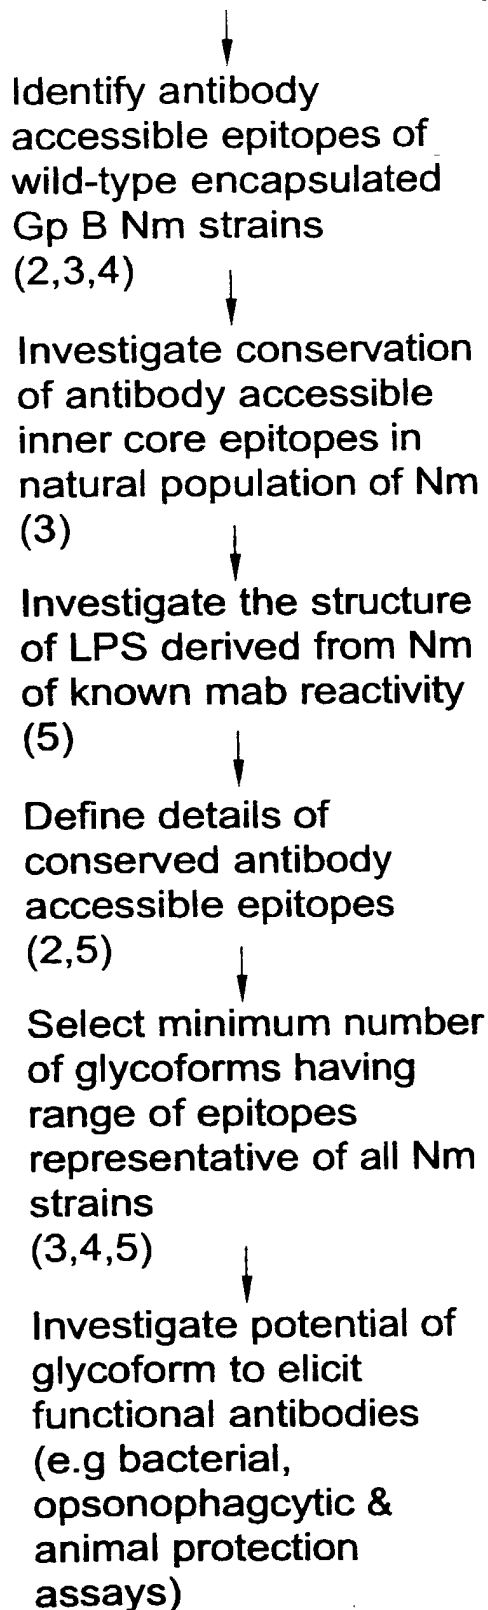 Identify antibody
accessible epitopes of
wild-type encapsulated
Gp B Nm strains
(2,3,4)
Investigate conservation
of antibody accessible
inner core epitopes in
natural population of Nm
(3)
Investigate the structure
of LPS derived from Nm
of known mab reactivity
(5)
Define details of
conserved antibody
accessible epitopes
(2,5)
Select minimum number
of glycoforms having
range of epitopes
representative of all Nm
strains
(3,4,5)
Investigate potential of
glycoform to elicit
functional antibodies
(e.g bacterial,
opsonophagcytic &
animal protection
assays)